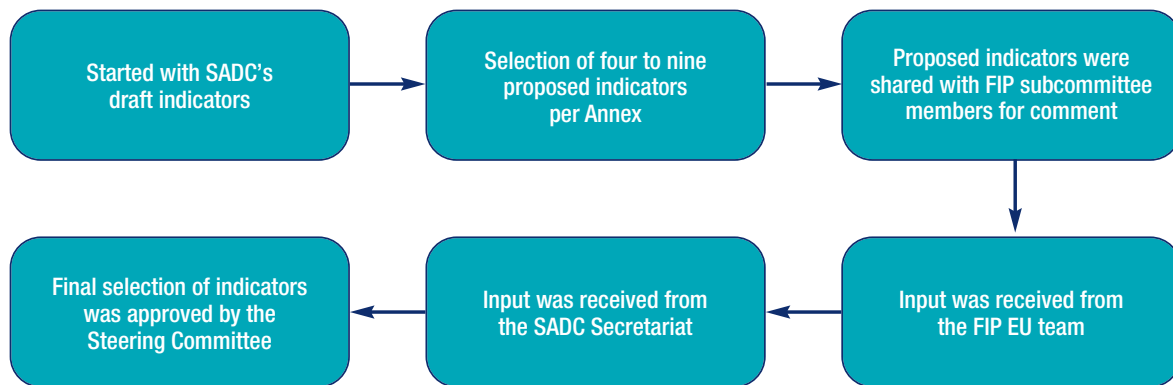 Started with SADC's
draft indicators
Selection of four to nine
proposed indicators
per Annex
Proposed indicators were
shared with FIP subcommittee
members for comment
Input was received from
the FIP EU team
Input was received from
the SADC Secretariat
Final selection of indicators
was approved by the
Steering Committee